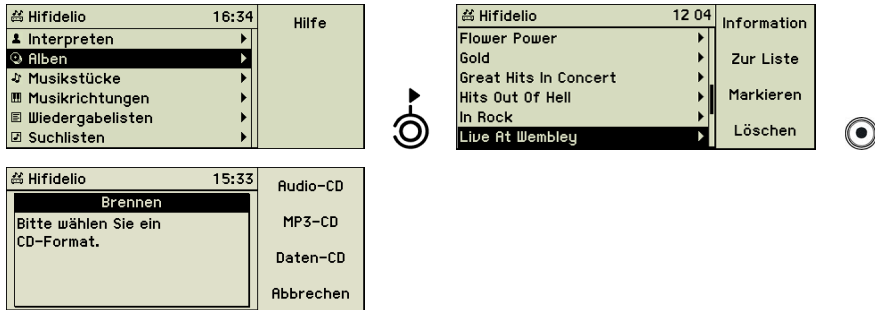 Hifidelio 16:34
Interpreten
Alben
Musikstücke
Musikrichtungen
Wiedergabelisten
Suchlisten
Hilfe
Hifidelio 12 04
Flower Power
Gold
Great Hits In Concert
Hits Out Of Hell
In Rock
Live At Wembley
Information
Zur Liste
Markieren
Löschen
Hifidelio 15:33
Brennen
Bitte wählen Sie ein
CD-Format.
Audio-CD
MP3-CD
Daten-CD
Abbrechen